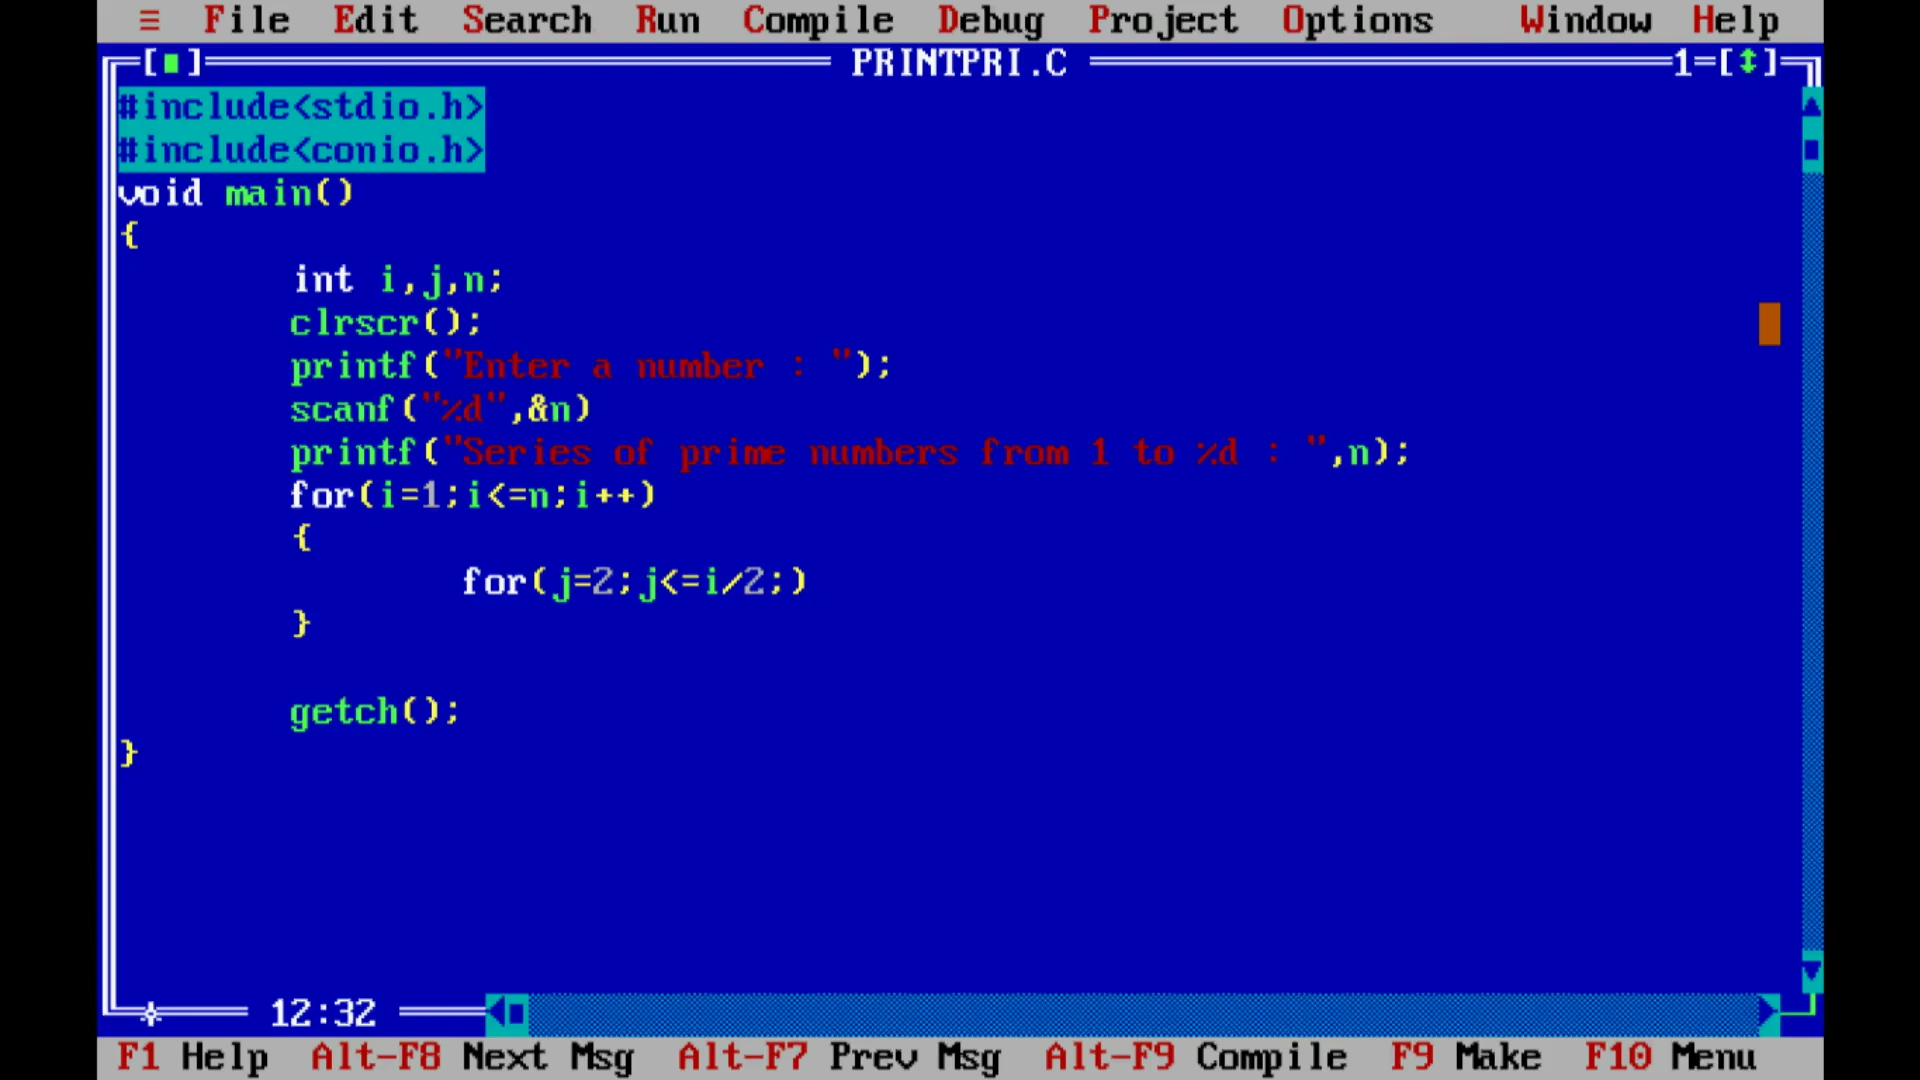 ≡ File Edit Search Run Compile Debug Project Options Window Help
[■] PRINTPRI.C 1=[↕]
#include<stdio.h>
#include<conio.h>
void main()
{
int i,j,n;
clrscr();
printf("Enter a number : ");
scanf("%d",&n)
printf("Series of prime numbers from 1 to %d : ",n);
for(i=1;i<=n;i++)
{
for(j=2;j<=i/2;)
}
getch();
}
12:32
F1 Help Alt-F8 Next Msg Alt-F7 Prev Msg Alt-F9 Compile F9 Make F10 Menu